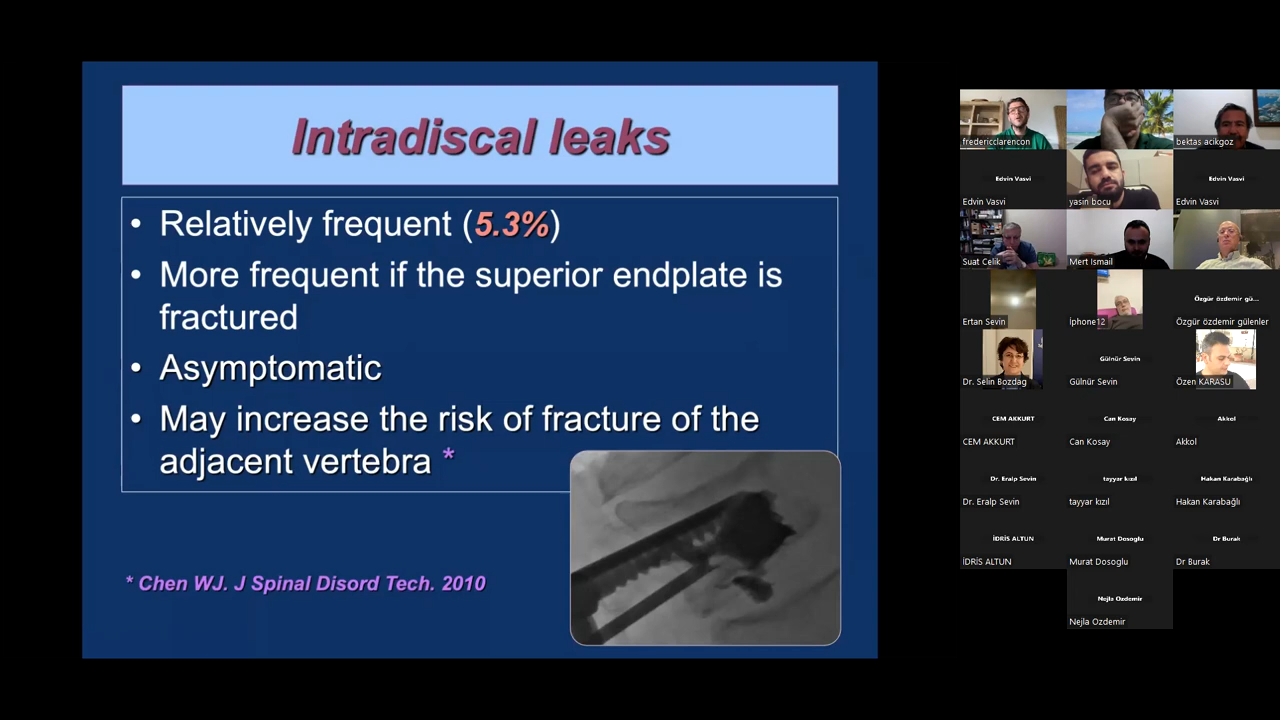 Intradiscal leaks
• Relatively frequent (5.3%)
• More frequent if the superior endplate is
fractured
• Asymptomatic
• May increase the risk of fracture of the
adjacent vertebra *
* Chen WJ. J Spinal Disord Tech. 2010
fredericclarencon
bektas acikgoz
Edvin Vasvi
Edvin Vasvi
Edvin Vasvi
yasin bocu
Edvin Vasvi
Suat Celik
Mert Ismail
Özgür özdemir gü...
Ertan Sevin
İphone12
Özgür özdemir gülenler
Gülnür Sevin
Dr. Selin Bozdag
Gülnür Sevin
Özen KARASU
CEM AKKURT
Can Kosay
Akkol
CEM AKKURT
Can Kosay
Akkol
Dr. Eralp Sevin
tayyar kızıl
Hakan Karabağlı
Dr. Eralp Sevin
tayyar kızıl
Hakan Karabağlı
İDRİS ALTUN
Murat Dosoglu
Dr Burak
İDRİS ALTUN
Murat Dosoglu
Dr Burak
Nejla Ozdemir
Nejla Ozdemir